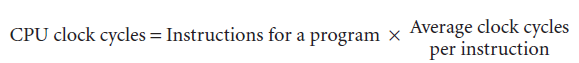 CPU clock cycles = Instructions for a program × Average clock cycles
per instruction